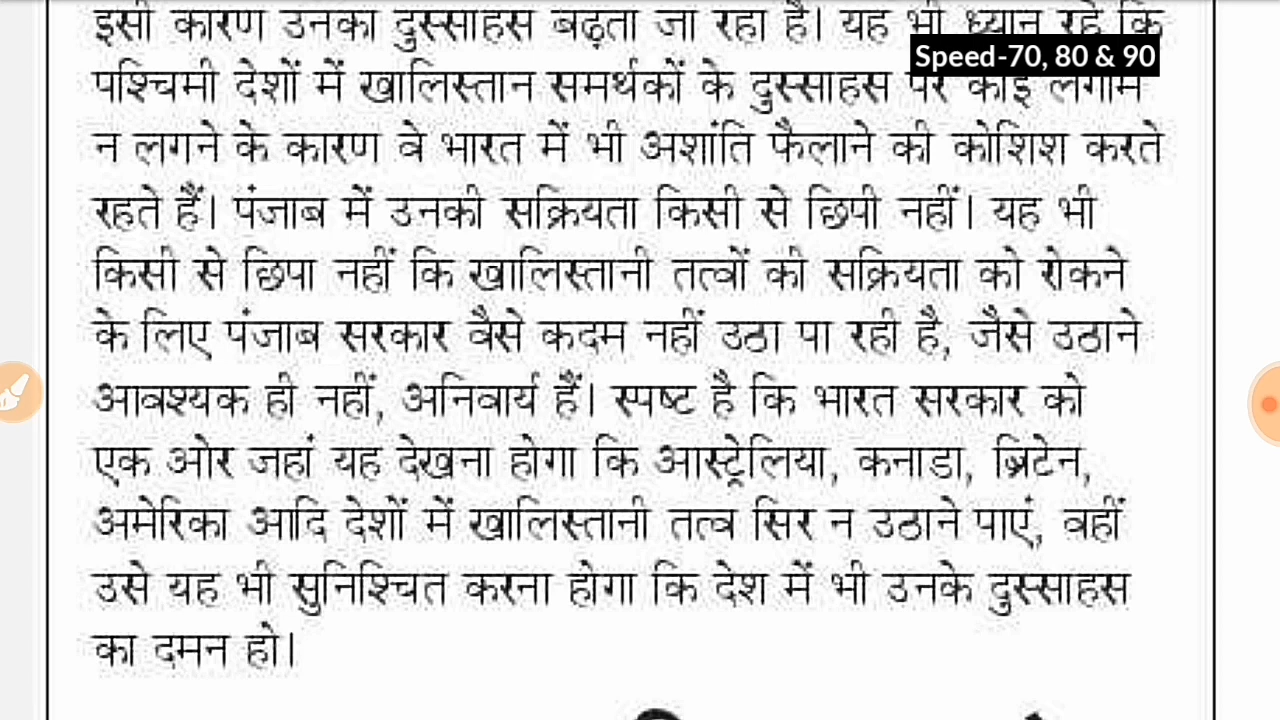 इसी कारण उनका दुस्साहस बढ़ता जा रहा है। यह भी ध्यान रहे कि
Speed-70, 80 & 90
पश्चिमी देशों में खालिस्तान समर्थकों के दुस्साहस पर कोई लगाम
न लगने के कारण वे भारत में भी अशांति फैलाने की कोशिश करते
रहते हैं। पंजाब में उनकी सक्रियता किसी से छिपी नहीं। यह भी
किसी से छिपा नहीं कि खालिस्तानी तत्वों की सक्रियता को रोकने
के लिए पंजाब सरकार वैसे कदम नहीं उठा पा रही है, जैसे उठाने
आवश्यक ही नहीं, अनिवार्य हैं। स्पष्ट है कि भारत सरकार को
एक ओर जहां यह देखना होगा कि आस्ट्रेलिया, कनाडा, ब्रिटेन,
अमेरिका आदि देशों में खालिस्तानी तत्व सिर न उठाने पाएं, वहीं
उसे यह भी सुनिश्चित करना होगा कि देश में भी उनके दुस्साहस
का दमन हो।